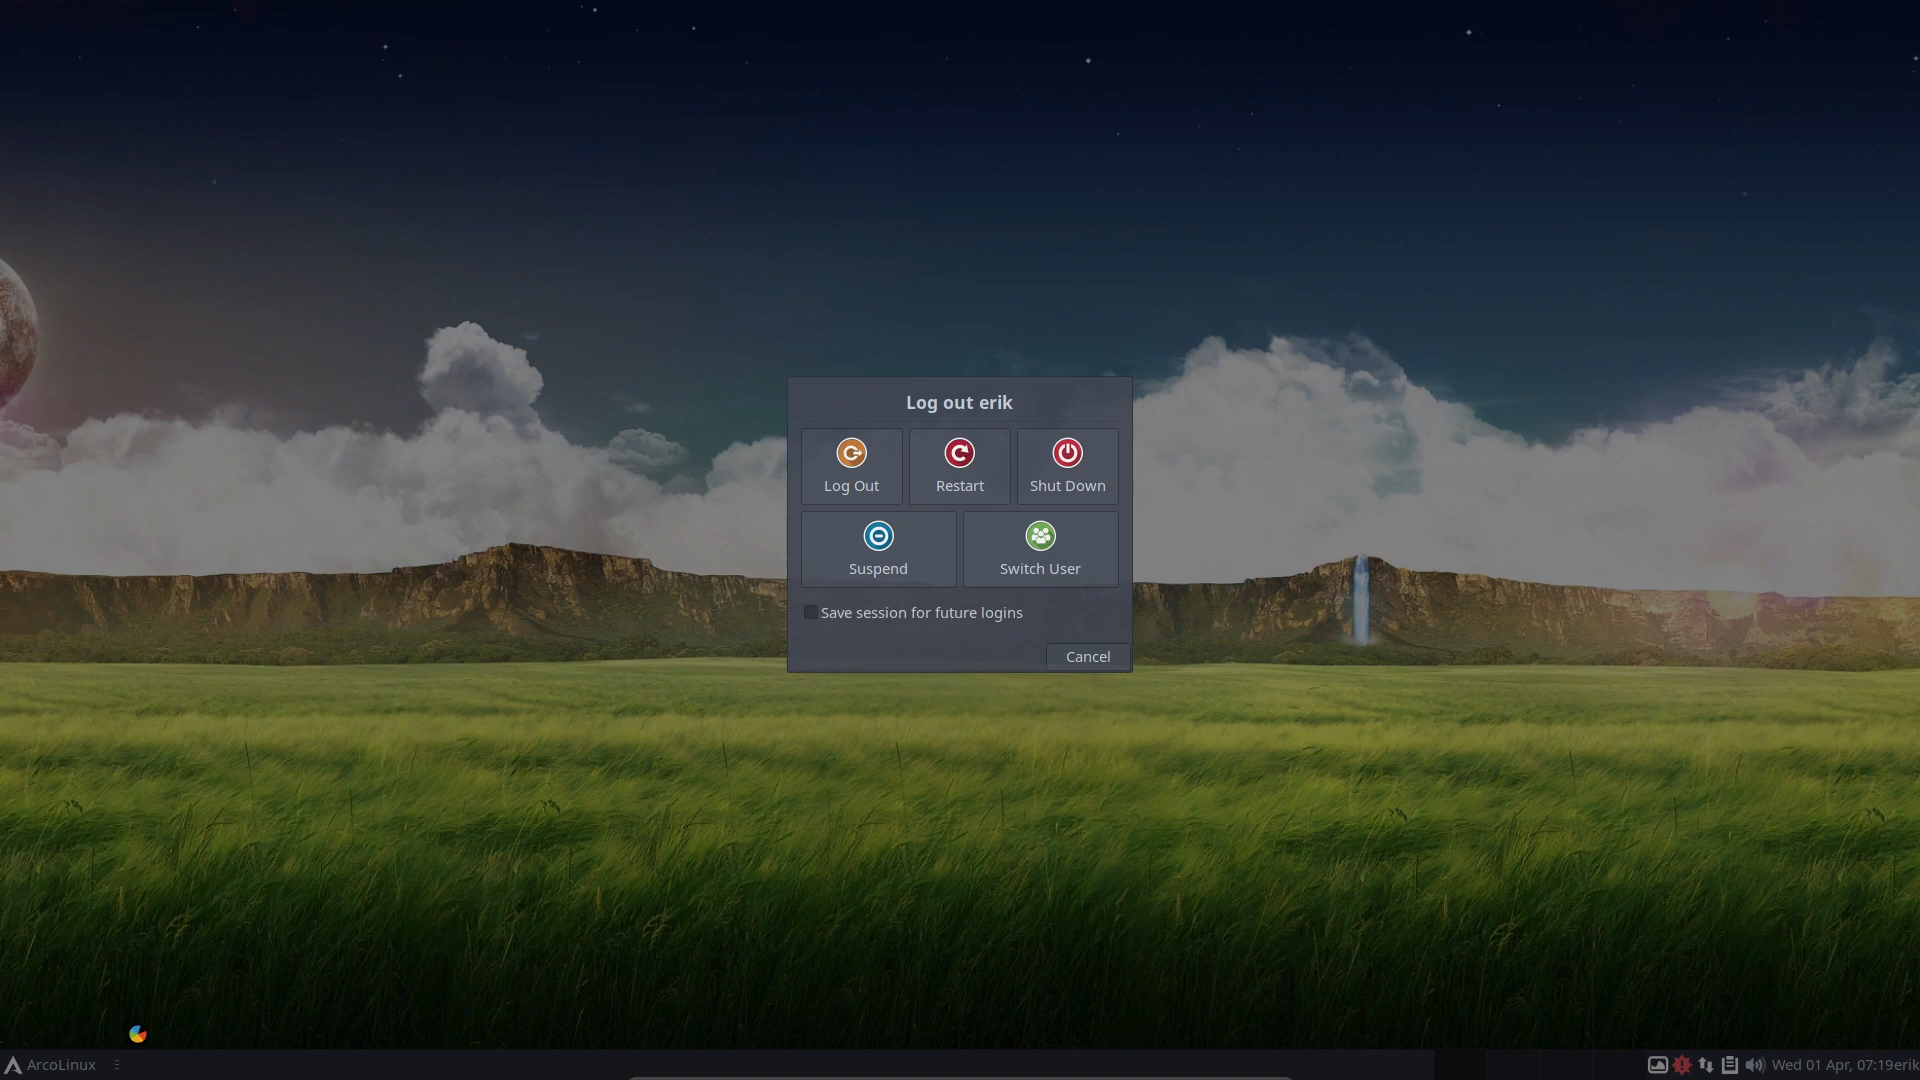 Log out erik
Log Out
Restart
Shut Down
Suspend
Switch User
Save session for future logins
Cancel
ArcoLinux
Wed 01 Apr, 07:19erik